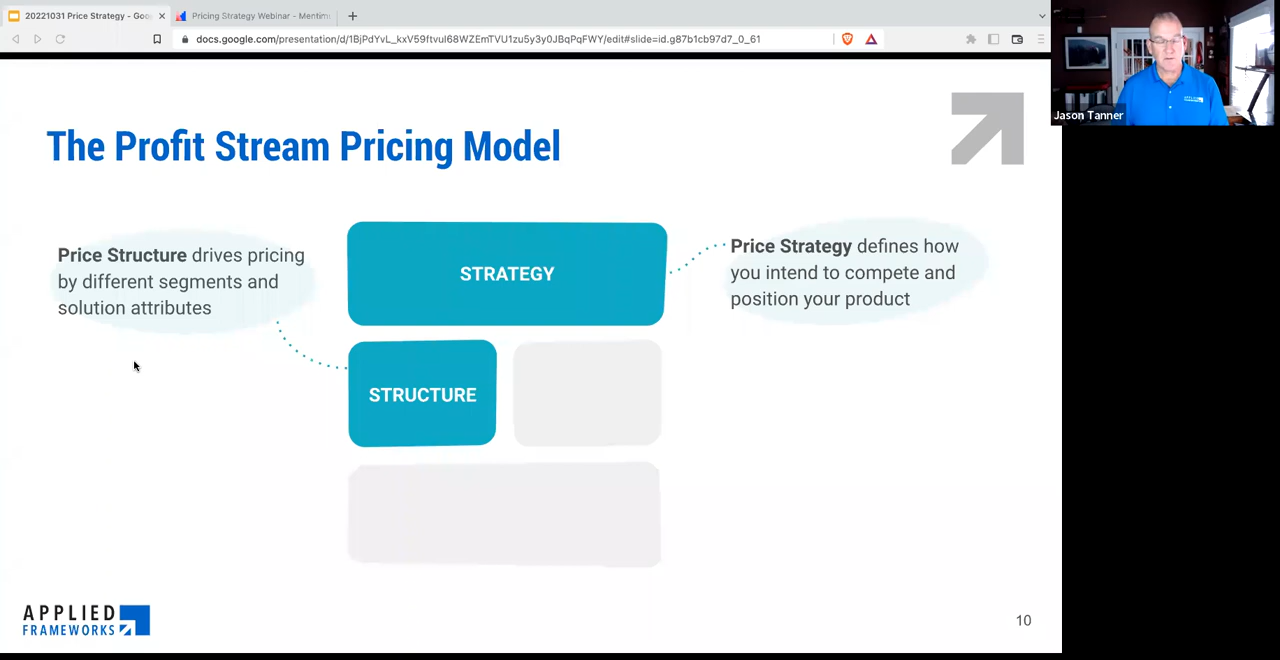 20221031 Price Strategy - Goo
Pricing Strategy Webinar - Mentim
docs.google.com/presentation/d/1BjPdYvL_kxV59ftvul68WZEmTVU1zu5y3y0JBqPqFWY/edit#slide=id.g87b1cb97d7_0_61
Jason Tanner
The Profit Stream Pricing Model
Price Structure drives pricing
by different segments and
solution attributes
STRATEGY
Price Strategy defines how
you intend to compete and
position your product
STRUCTURE
APPLIED
FRAMEWORKS
10